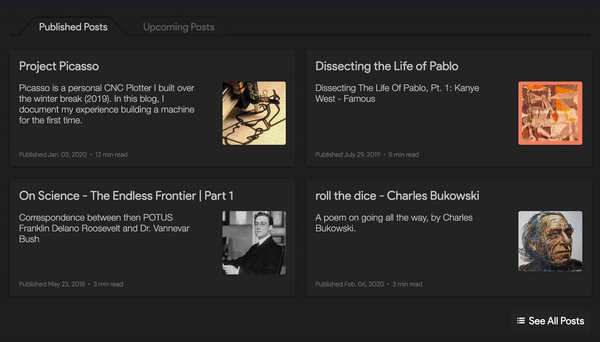 Published Posts
Upcoming Posts
Project Picasso
Picasso is a personal CNC Plotter I built over
the winter break (2019). In this blog, I
document my experience building a machine
for the first time.
Published Jan. 03, 2020 • 12 min read
Dissecting the Life of Pablo
Dissecting The Life Of Pablo, Pt. 1: Kanye
West - Famous
Published July 29, 2019 • 5 min read
On Science - The Endless Frontier | Part 1
Correspondence between then POTUS
Franklin Delano Roosevelt and Dr. Vannevar
Bush
Published May 23, 2018 • 3 min read
roll the dice - Charles Bukowski
A poem on going all the way, by Charles
Bukowski.
Published Feb. 06, 2020 • 3 min read
See All Posts